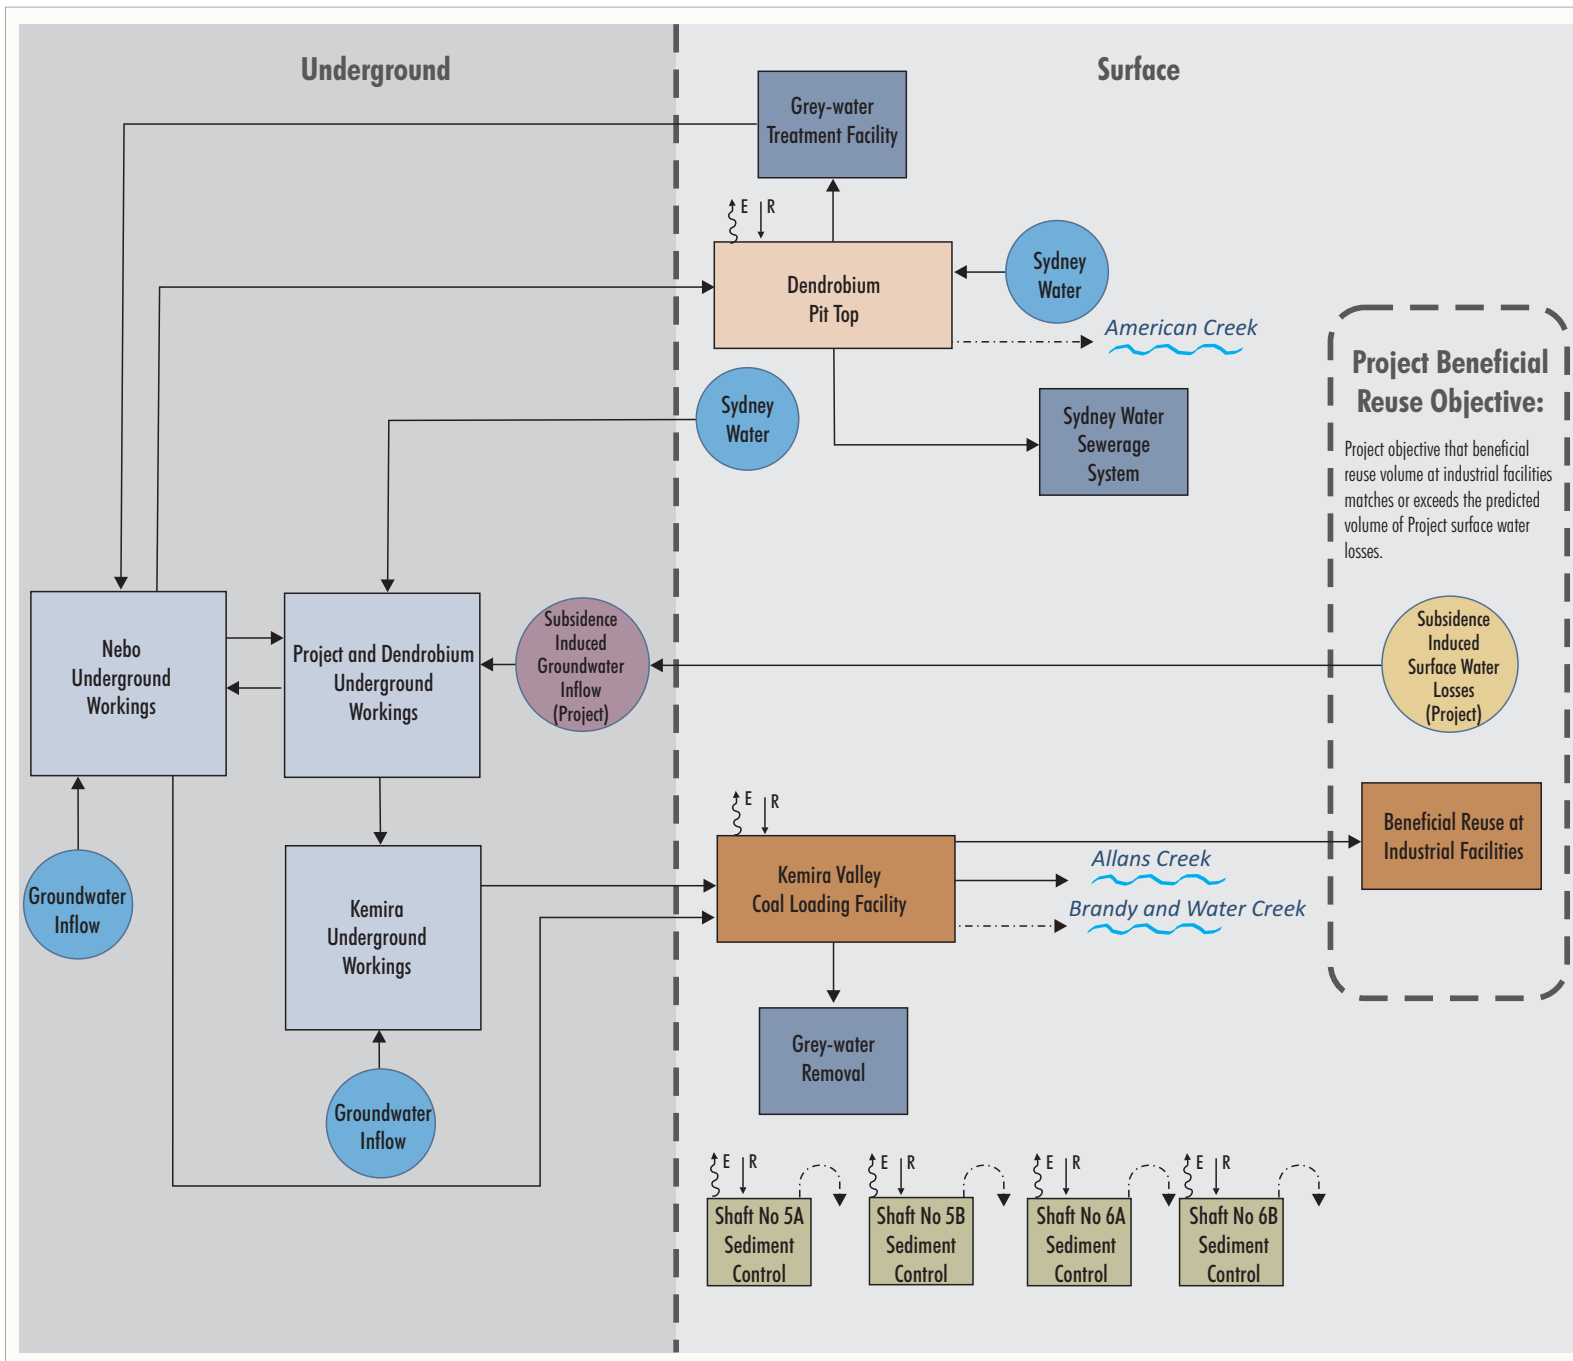 Underground
Surface
Grey-water
Treatment Facility
E
R
Dendrobium
Pit Top
Sydney
Water
American Creek
Sydney
Water
Sydney Water
Sewerage
System
Project Beneficial
Reuse Objective:
Project objective that beneficial
reuse volume at industrial facilities
matches or exceeds the predicted
volume of Project surface water
losses.
Nebo
Underground
Workings
Project and Dendrobium
Underground
Workings
Subsidence
Induced
Groundwater
Inflow
(Project)
Subsidence
Induced
Surface Water
Losses
(Project)
Groundwater
Inflow
Kemira
Underground
Workings
Groundwater
Inflow
E
R
Kemira Valley
Coal Loading Facility
Allans Creek
Brandy and Water Creek
Beneficial Reuse at
Industrial Facilities
Grey-water
Removal
E
R
Shaft No 5A
Sediment
Control
E
R
Shaft No 5B
Sediment
Control
E
R
Shaft No 6A
Sediment
Control
E
R
Shaft No 6B
Sediment
Control